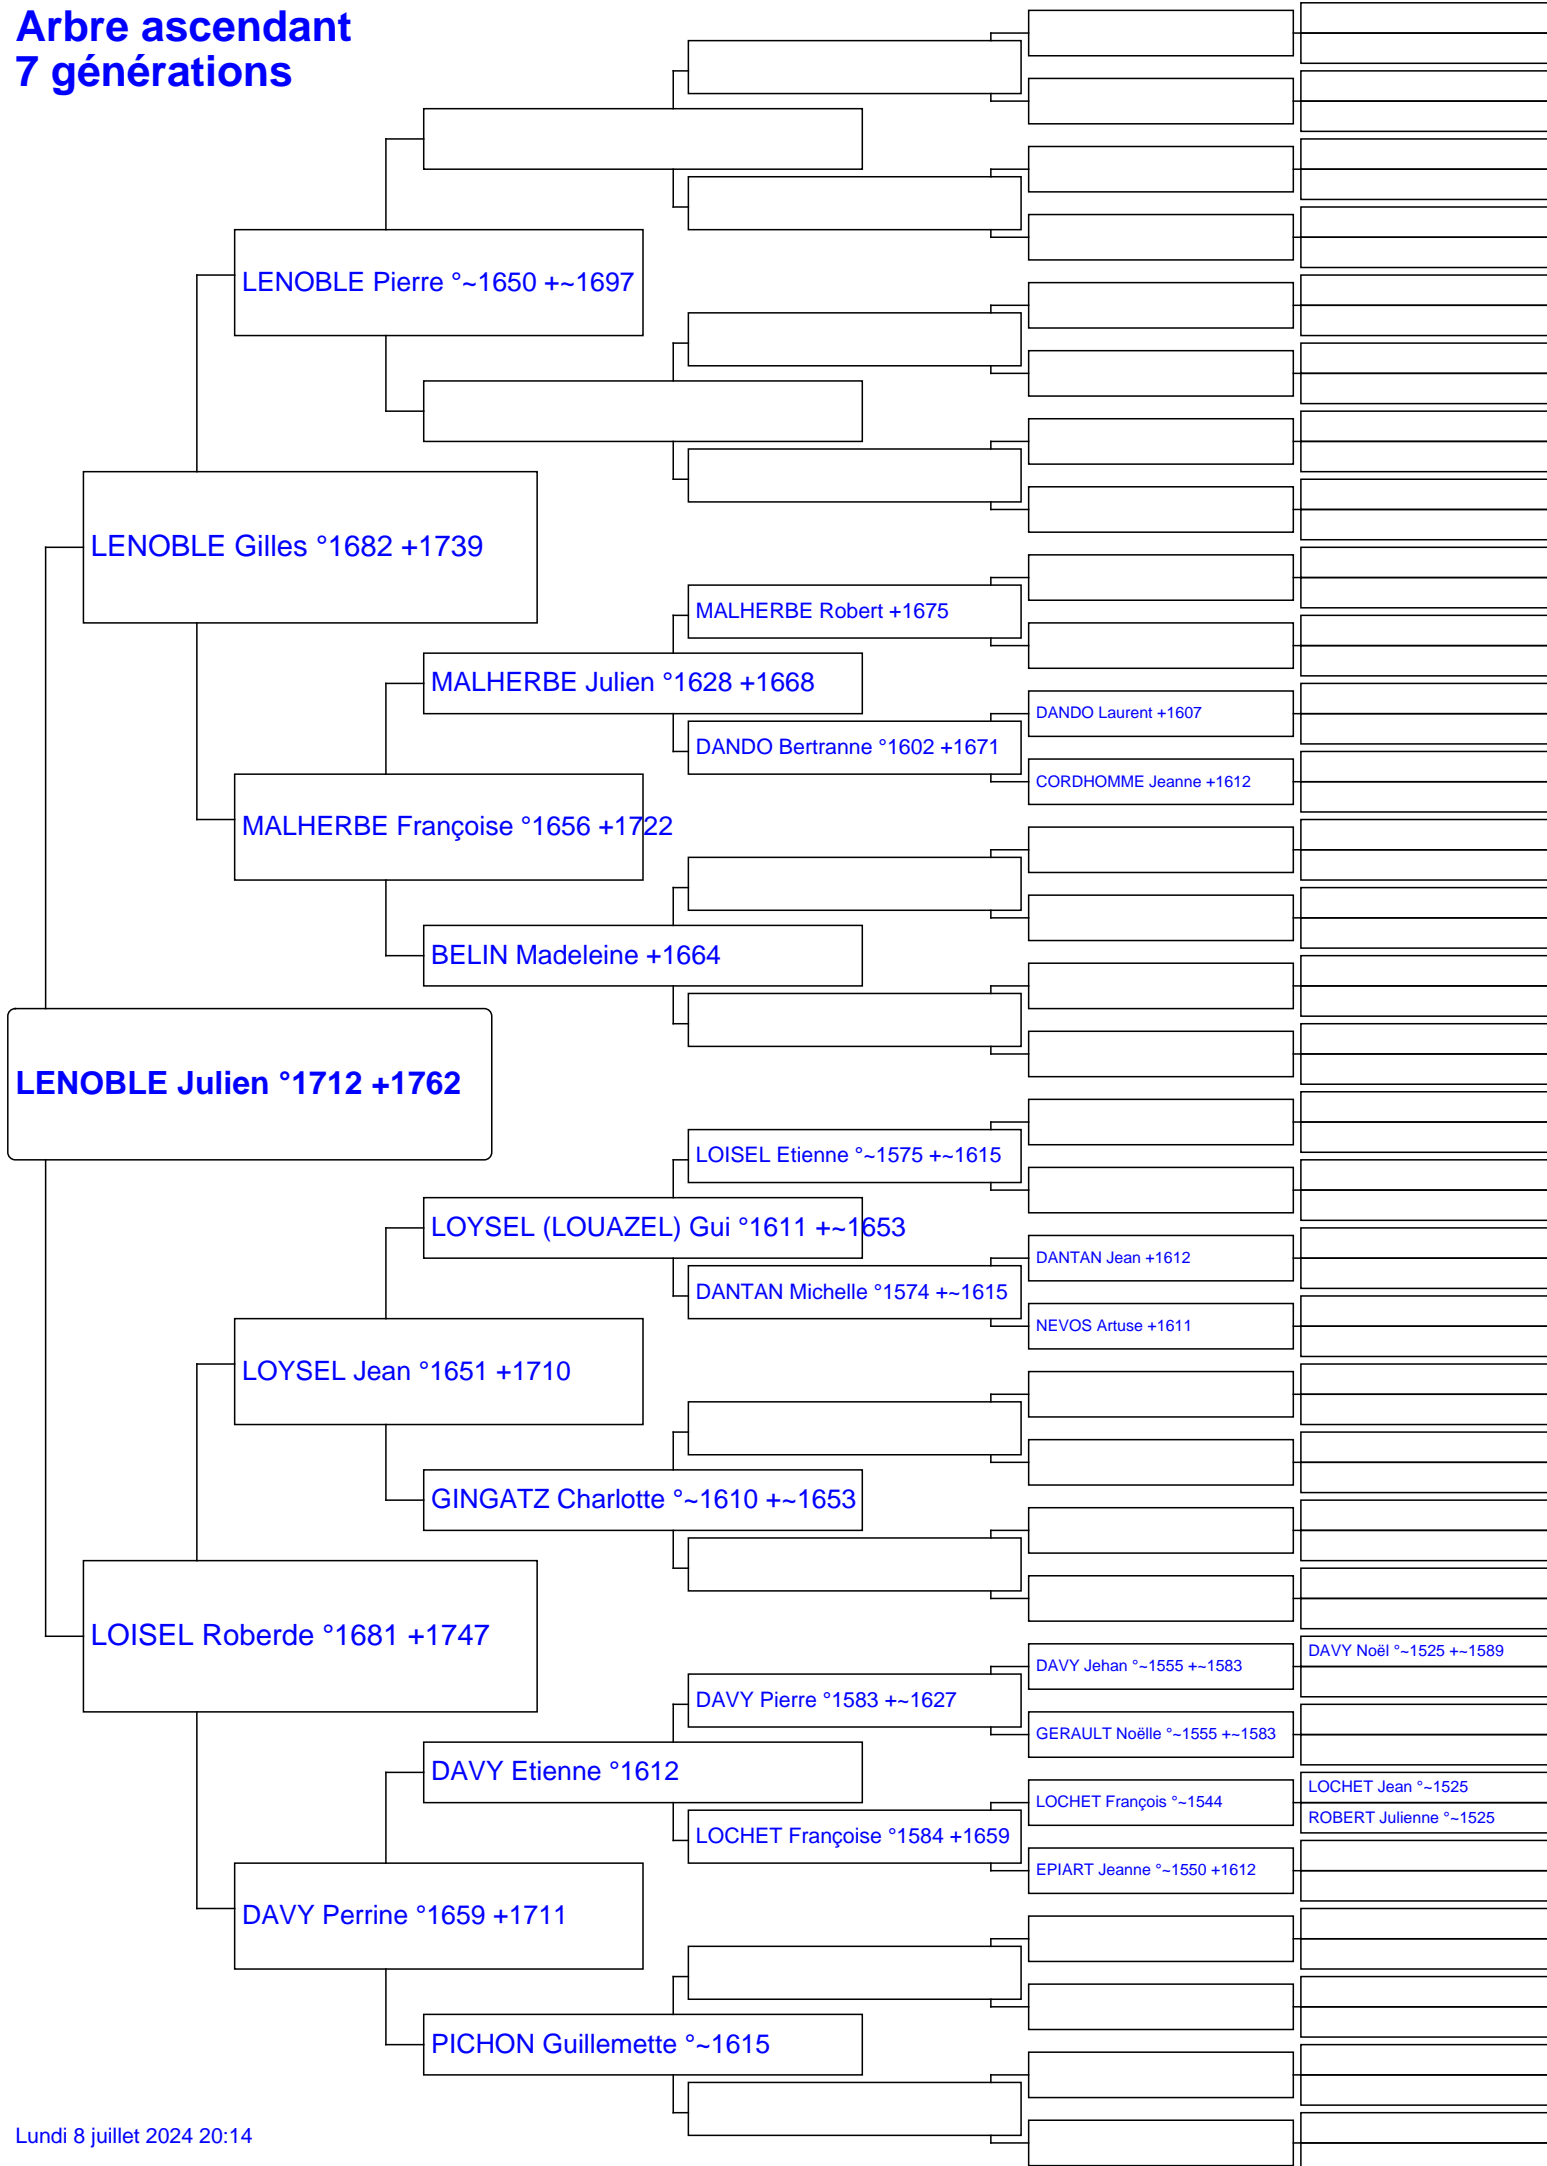 Arbre ascendant
7 générations
LENOBLE Pierre °~1650 +~1697
LENOBLE Gilles °1682 +1739
MALHERBE Robert +1675
MALHERBE Julien °1628 +1668
DANDO Laurent +1607
DANDO Bertranne °1602 +1671
CORDHOMME Jeanne +1612
MALHERBE Françoise °1656 +1722
BELIN Madeleine +1664
LENOBLE Julien °1712 +1762
LOISEL Etienne °~1575 +~1615
LOYSEL (LOUAZEL) Gui °1611 +~1653
DANTAN Jean +1612
DANTAN Michelle °1574 +~1615
NEVOS Artuse +1611
LOYSEL Jean °1651 +1710
GINGATZ Charlotte °~1610 +~1653
LOISEL Roberde °1681 +1747
DAVY Noël °~1525 +~1589
DAVY Jehan °~1555 +~1583
DAVY Pierre °1583 +~1627
GERAULT Noëlle °~1555 +~1583
DAVY Etienne °1612
LOCHET Jean °~1525
LOCHET François °~1544
ROBERT Julienne °~1525
LOCHET Françoise °1584 +1659
EPIART Jeanne °~1550 +1612
DAVY Perrine °1659 +1711
PICHON Guillemette °~1615
Lundi 8 juillet 2024 20:14